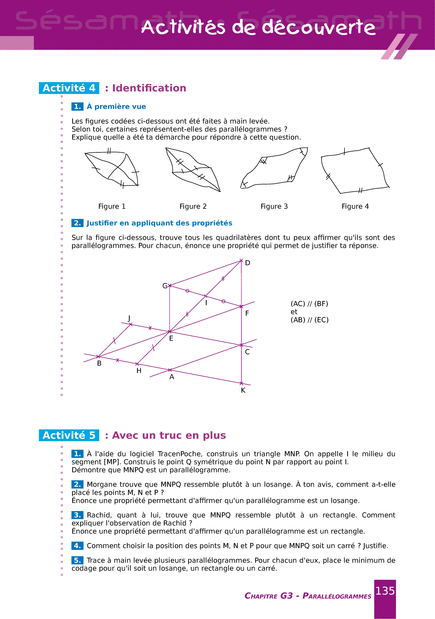 Sésamath Sésamath
Activités de découverte
Activité 4 : Identification
1. À première vue
Les figures codées ci-dessous ont été faites à main levée.
Selon toi, certaines représentent-elles des parallélogrammes ?
Explique quelle a été ta démarche pour répondre à cette question.
Figure 1 Figure 2 Figure 3 Figure 4
2. Justifier en appliquant des propriétés
Sur la figure ci-dessous, trouve tous les quadrilatères dont tu peux affirmer qu'ils sont des
parallélogrammes. Pour chacun, énonce une propriété qui permet de justifier ta réponse.
D
G
I
(AC) // (BF)
F
et
J
(AB) // (EC)
E
C
B
H
A
K
Activité 5 : Avec un truc en plus
1. À l'aide du logiciel TracenPoche, construis un triangle MNP. On appelle I le milieu du
segment [MP]. Construis le point Q symétrique du point N par rapport au point I.
Démontre que MNPQ est un parallélogramme.
2. Morgane trouve que MNPQ ressemble plutôt à un losange. À ton avis, comment a-t-elle
placé les points M, N et P ?
Énonce une propriété permettant d'affirmer qu'un parallélogramme est un losange.
3. Rachid, quant à lui, trouve que MNPQ ressemble plutôt à un rectangle. Comment
expliquer l'observation de Rachid ?
Énonce une propriété permettant d'affirmer qu'un parallélogramme est un rectangle.
4. Comment choisir la position des points M, N et P pour que MNPQ soit un carré ? Justifie.
5. Trace à main levée plusieurs parallélogrammes. Pour chacun d'eux, place le minimum de
codage pour qu'il soit un losange, un rectangle ou un carré.
CHAPITRE G3 - PARALLÉLOGRAMMES 135